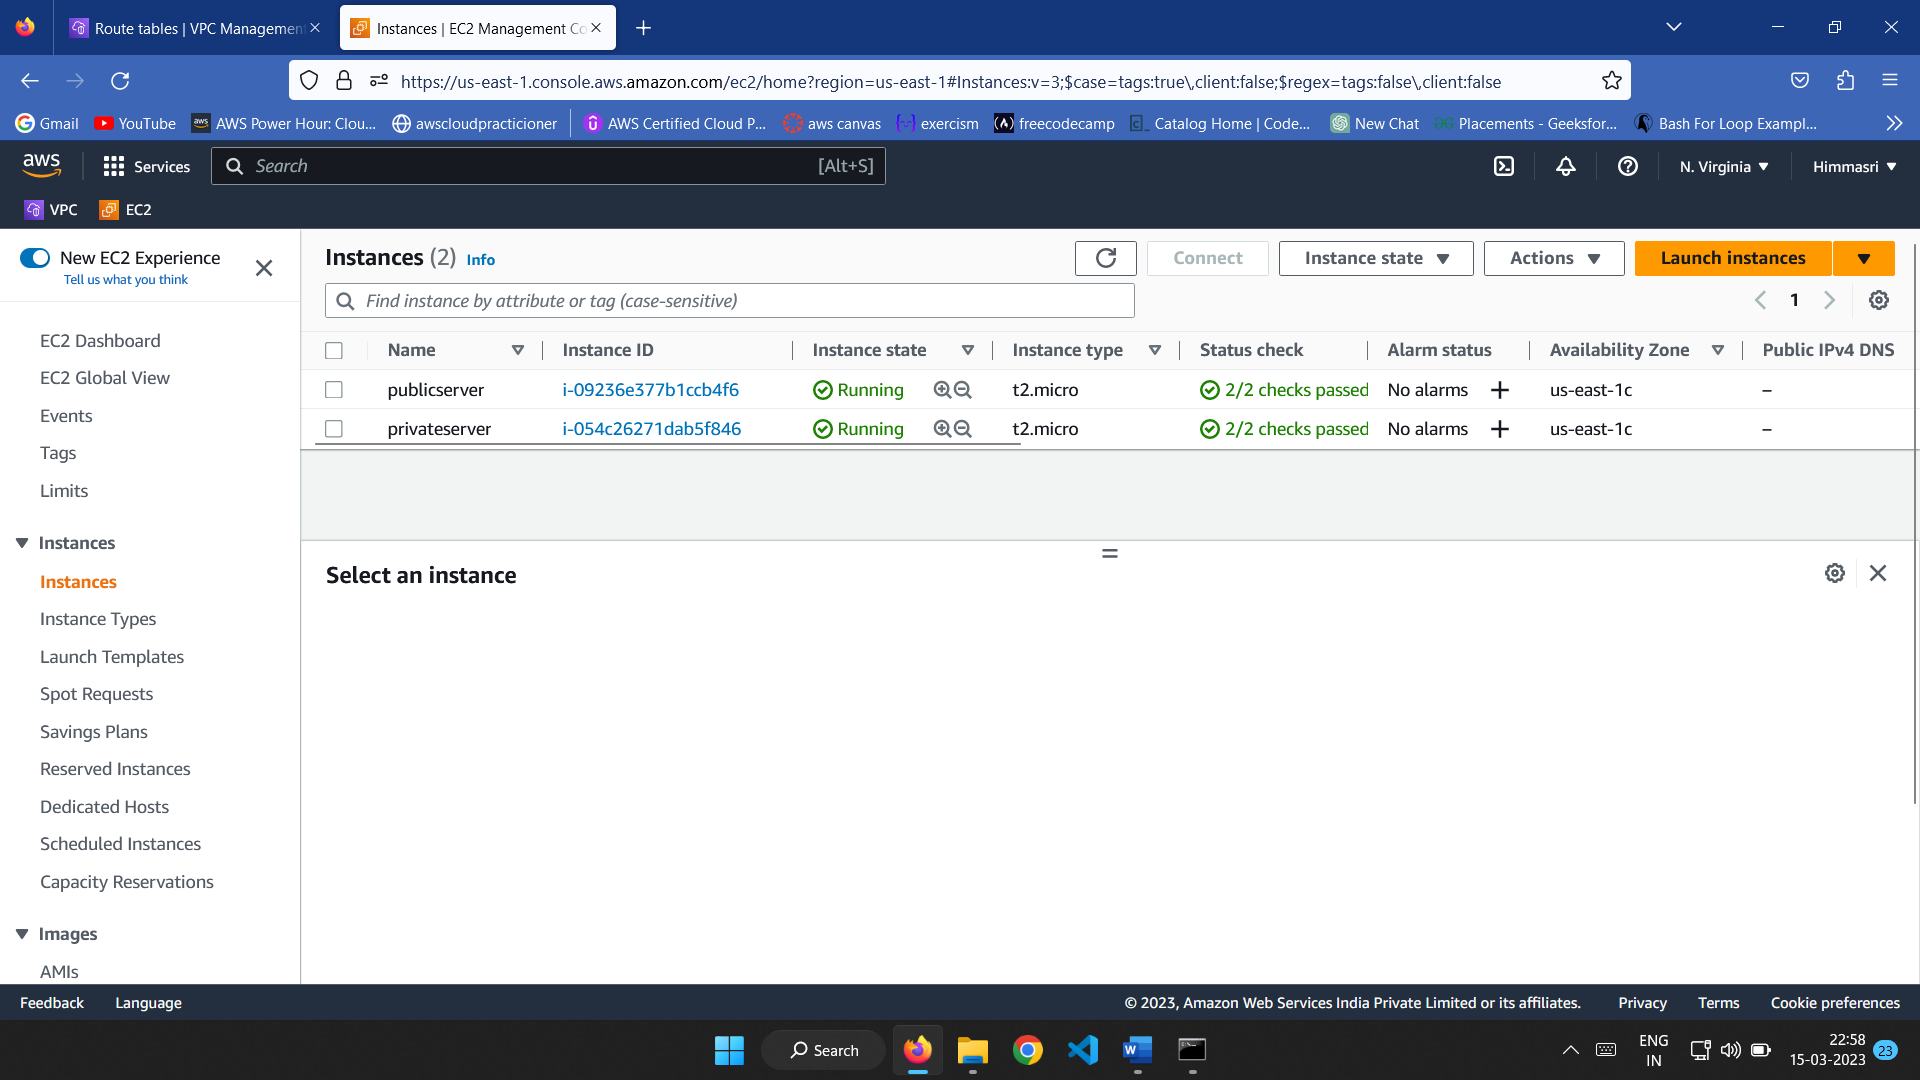 Route tables | VPC Management
Instances | EC2 Management Co
https://us-east-1.console.aws.amazon.com/ec2/home?region=us-east-1#Instances:v=3;$case=tags:true\,client:false;$regex=tags:false\,client:false
Gmail YouTube AWS Power Hour: Clou... awscloudpracticioner AWS Certified Cloud P... aws canvas exercism freecodecamp Catalog Home | Code... New Chat Placements - Geeksfor... Bash For Loop Exampl...
aws Services Search [Alt+S] N. Virginia Himmasri
VPC EC2
New EC2 Experience
Tell us what you think
EC2 Dashboard
EC2 Global View
Events
Tags
Limits
Instances
Instances
Instance Types
Launch Templates
Spot Requests
Savings Plans
Reserved Instances
Dedicated Hosts
Scheduled Instances
Capacity Reservations
Images
AMIs
Instances (2) Info Connect Instance state Actions Launch instances
Find instance by attribute or tag (case-sensitive) 1
Name Instance ID Instance state Instance type Status check Alarm status Availability Zone Public IPv4 DNS
publicserver i-09236e377b1ccb4f6 Running t2.micro 2/2 checks passed No alarms + us-east-1c –
privateserver i-054c26271dab5f846 Running t2.micro 2/2 checks passed No alarms + us-east-1c –
Select an instance
Feedback Language © 2023, Amazon Web Services India Private Limited or its affiliates. Privacy Terms Cookie preferences
Search
ENG
IN
22:58
15-03-2023
23